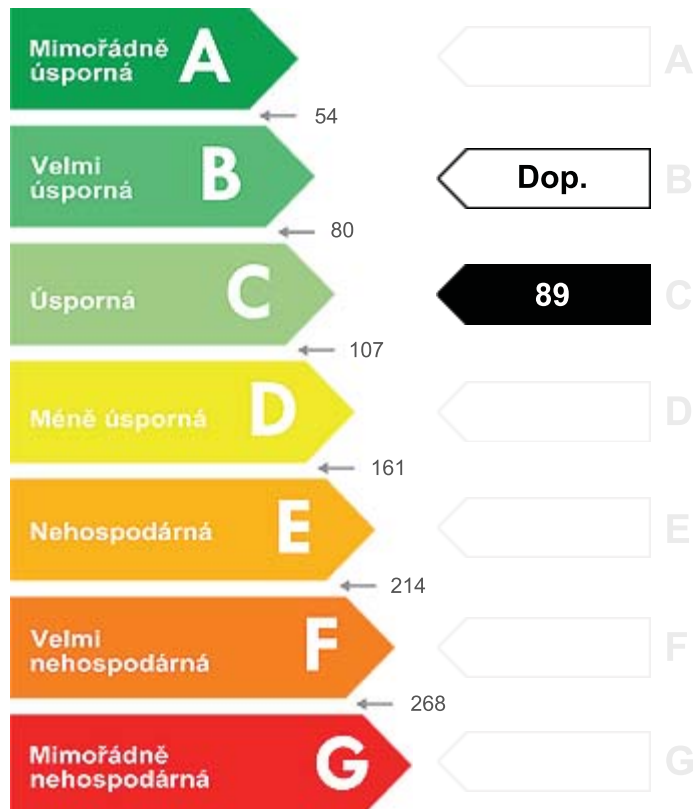 Mimořádně
úsporná
A
A
54
Velmi
úsporná
B
Dop.
B
80
Úsporná
C
89
C
107
Méně úsporná
D
D
161
Nehospodárná
E
E
214
Velmi
nehospodárná
F
F
268
Mimořádně
nehospodárná
G
G